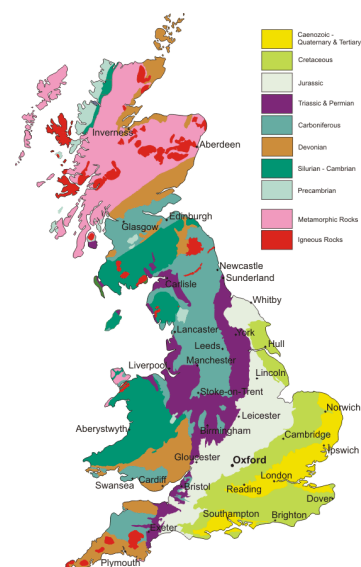 Caenozoic -
Quaternary & Tertiary
Cretaceous
Jurassic
Triassic & Permian
Carboniferous
Devonian
Silurian - Cambrian
Precambrian
Metamorphic Rocks
Igneous Rocks
Inverness
Aberdeen
Edinburgh
Glasgow
Newcastle
Sunderland
Carlisle
Whitby
Lancaster
York
Leeds
Hull
Manchester
Liverpool
Lincoln
Stoke-on-Trent
Norwich
Leicester
Aberystwyth
Birmingham
Cambridge
Ipswich
Gloucester
Oxford
London
Swansea
Cardiff
Bristol
Reading
Dover
Southampton
Brighton
Exeter
Plymouth